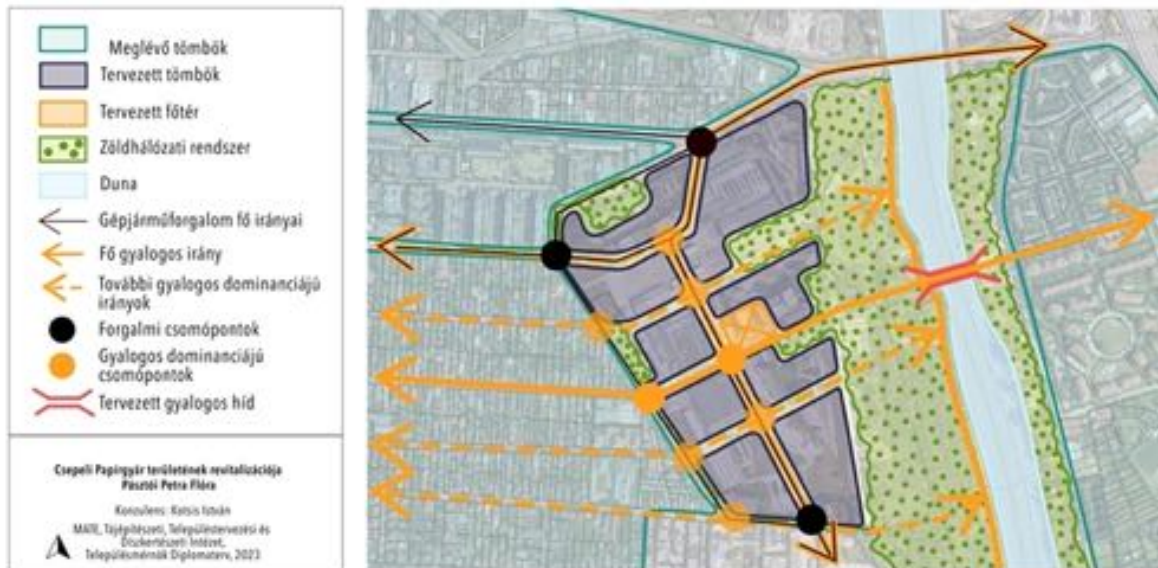 Meglévő tömbök
Tervezett tömbök
Tervezett főtér
Zöldhálózati rendszer
Duna
Gépjárműforgalom fő irányai
Fő gyalogos irány
További gyalogos dominanciájú
irányok
Forgalmi csomópontok
Gyalogos dominanciájú
csomópontok
Tervezett gyalogos híd
Csepeli Papírgyár területének revitalizációja
Pásztói Petra Flóra
Konzulens: Kotsis István
MATE, Tájépítészeti, Településtervezési és
Díszkertészeti Intézet,
Településmérnök Diplomaterv, 2023